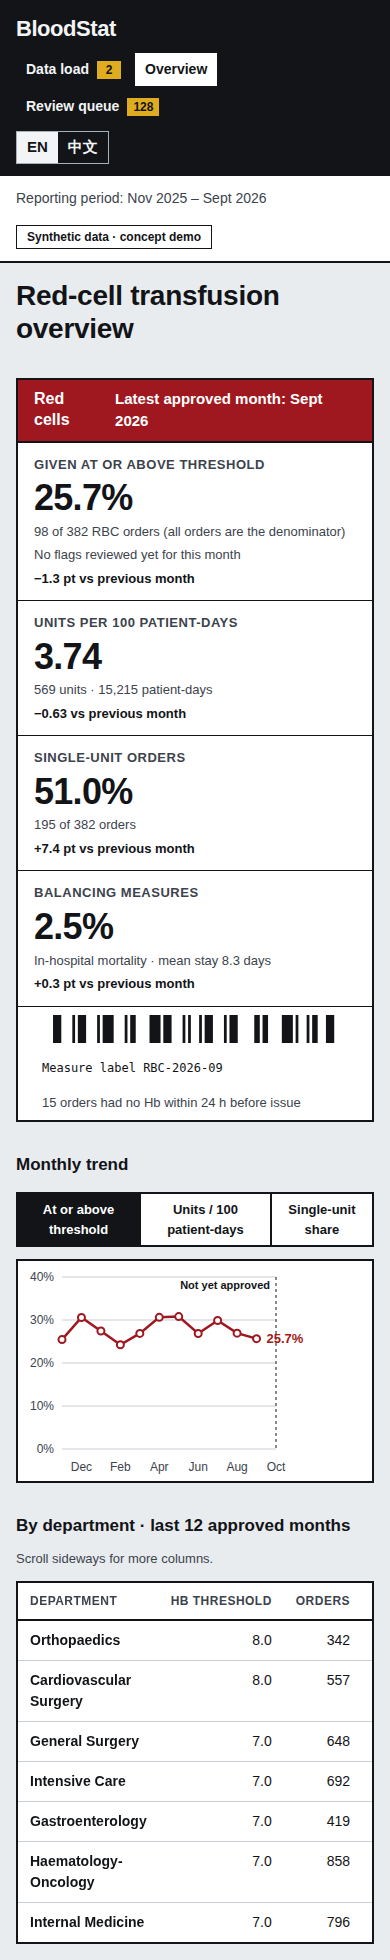 BloodStat
Data load 2 Overview
Review queue 128
EN 中文
Reporting period: Nov 2025 – Sept 2026
Synthetic data · concept demo
Red-cell transfusion
overview
Red
cells
Latest approved month: Sept
2026
GIVEN AT OR ABOVE THRESHOLD
25.7%
98 of 382 RBC orders (all orders are the denominator)
No flags reviewed yet for this month
−1.3 pt vs previous month
UNITS PER 100 PATIENT-DAYS
3.74
569 units · 15,215 patient-days
−0.63 vs previous month
SINGLE-UNIT ORDERS
51.0%
195 of 382 orders
+7.4 pt vs previous month
BALANCING MEASURES
2.5%
In-hospital mortality · mean stay 8.3 days
+0.3 pt vs previous month
Measure label RBC-2026-09
15 orders had no Hb within 24 h before issue
Monthly trend
At or above
threshold
Units / 100
patient-days
Single-unit
share
40%
Not yet approved
30%
25.7%
20%
10%
0%
Dec Feb Apr Jun Aug Oct
By department · last 12 approved months
Scroll sideways for more columns.
DEPARTMENT HB THRESHOLD ORDERS
Orthopaedics 8.0 342
Cardiovascular 8.0 557
Surgery
General Surgery 7.0 648
Intensive Care 7.0 692
Gastroenterology 7.0 419
Haematology- 7.0 858
Oncology
Internal Medicine 7.0 796